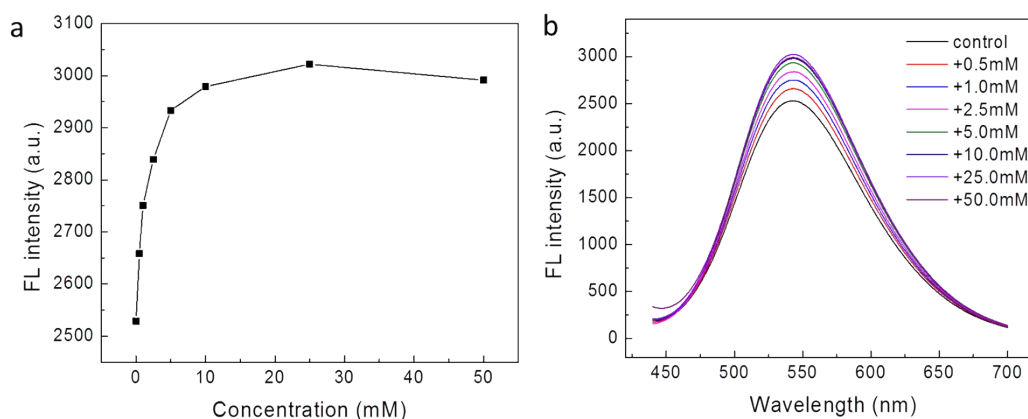 a
3100
3000
2900
2800
2700
2600
2500
FL intensity (a.u.)
0
10
20
30
40
50
Concentration (mM)
b
3000
2500
2000
1500
1000
500
0
FL intensity (a.u.)
450
500
550
600
650
700
Wavelength (nm)
control
+0.5mM
+1.0mM
+2.5mM
+5.0mM
+10.0mM
+25.0mM
+50.0mM